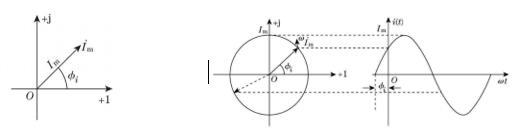 +j
İm
Im
ϕi
O
+1
+j
ω
Im
İm
ϕi
O
+1
i(t)
Im
O
ϕi
ωt